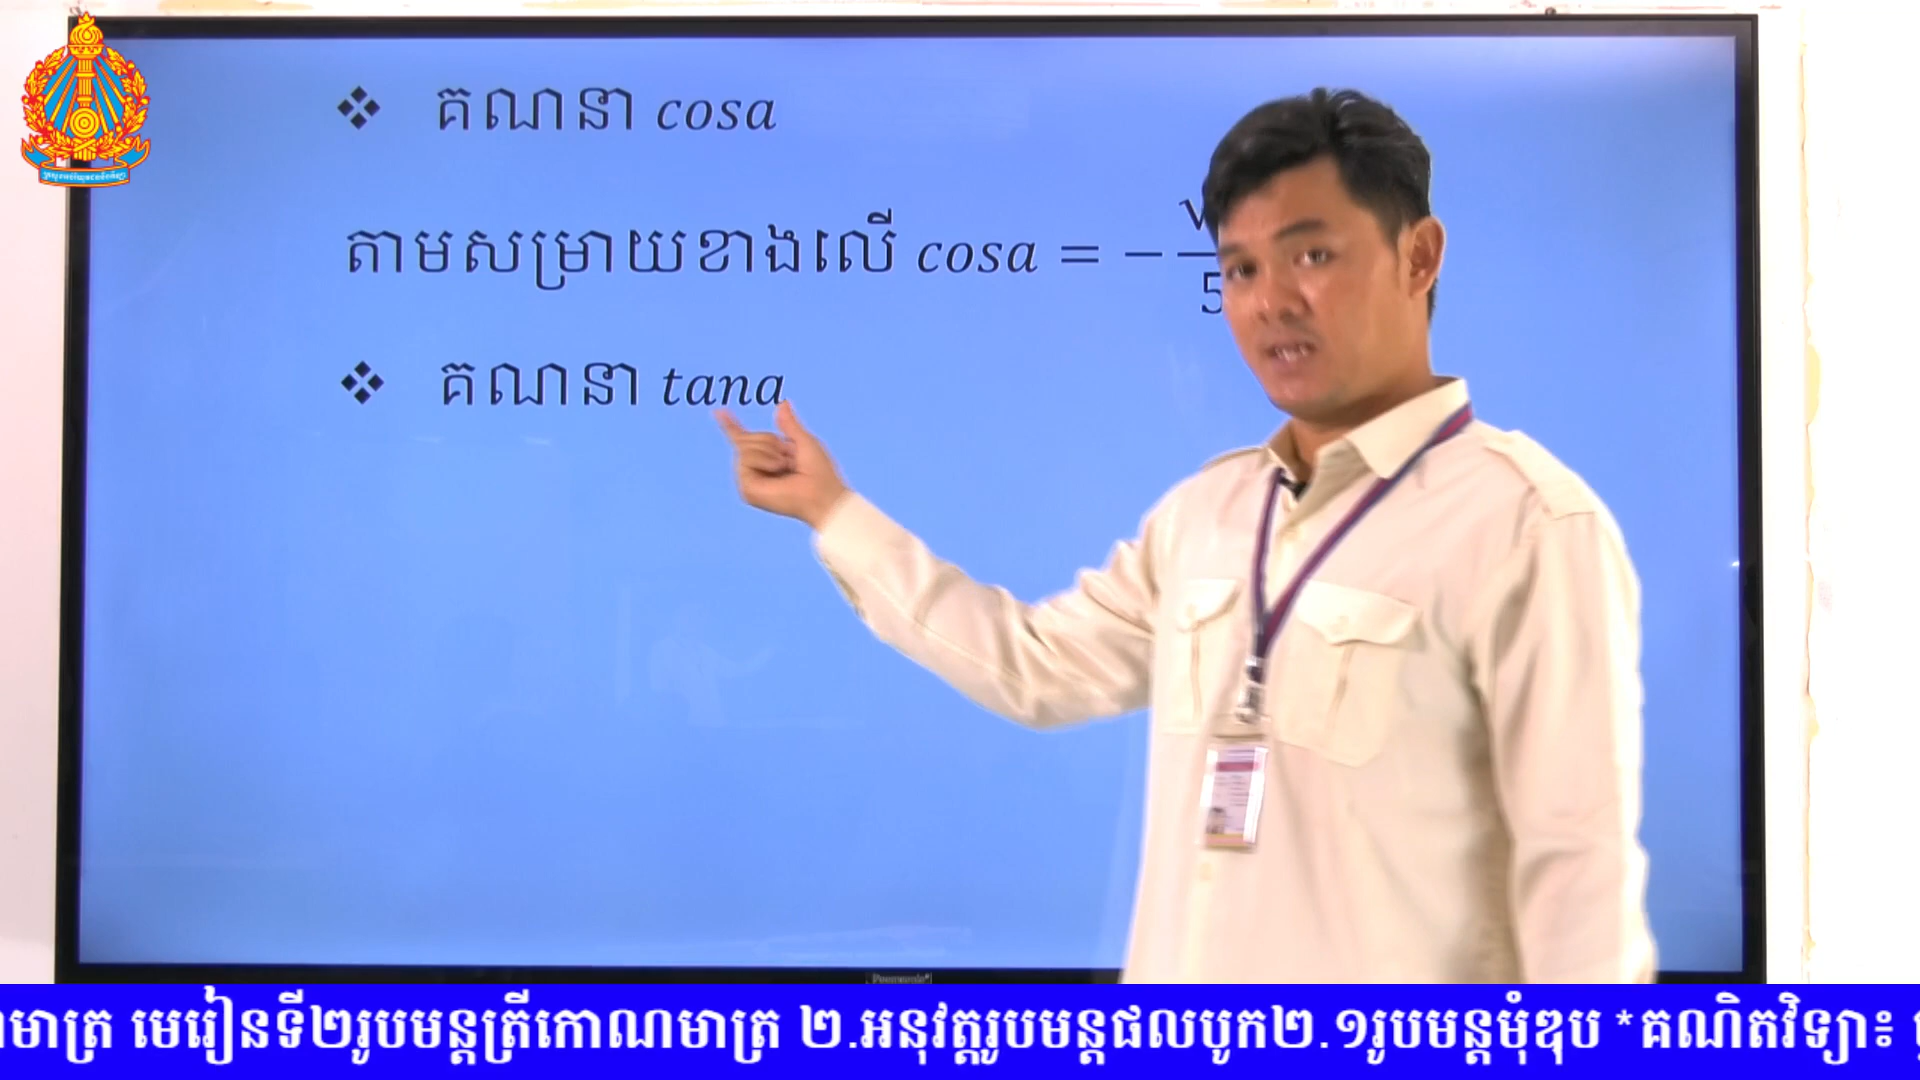 ❖ គណនា cosa
តាមសម្រាយខាងលើ cosa = − √ / 5
❖ គណនា tana
មាត្រ មេរៀនទី២រូបមន្តត្រីកោណមាត្រ ២.អនុវត្តរូបមន្តផលបូក២.១រូបមន្តមុំឌុប *គណិតវិទ្យា៖